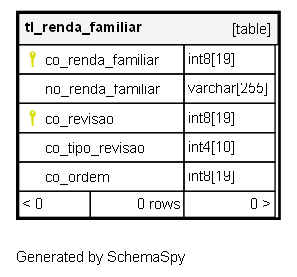 tl_renda_familiar [table]
co_renda_familiar int8[19]
no_renda_familiar varchar[255]
co_revisao int8[19]
co_tipo_revisao int4[10]
co_ordem int8[19]
< 0 0 rows 0 >
Generated by SchemaSpy